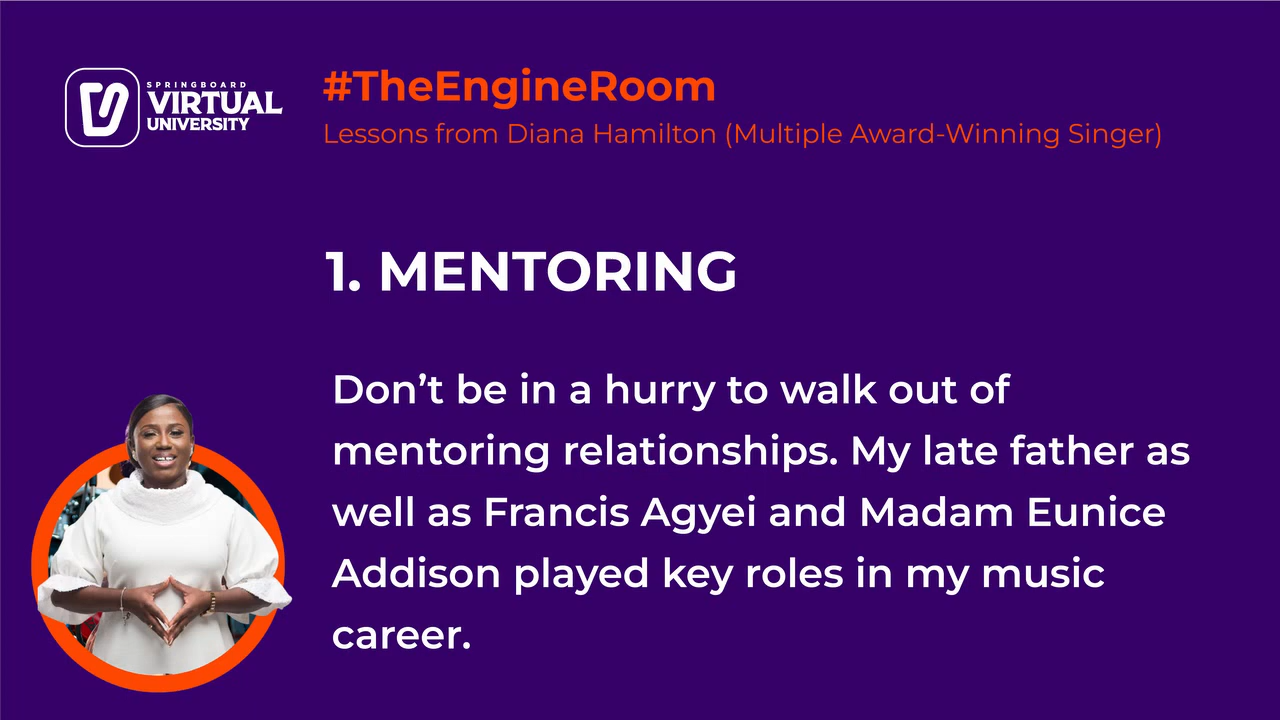 SPRINGBOARD
VIRTUAL
UNIVERSITY
#TheEngineRoom
Lessons from Diana Hamilton (Multiple Award-Winning Singer)
1. MENTORING
Don’t be in a hurry to walk out of
mentoring relationships. My late father as
well as Francis Agyei and Madam Eunice
Addison played key roles in my music
career.